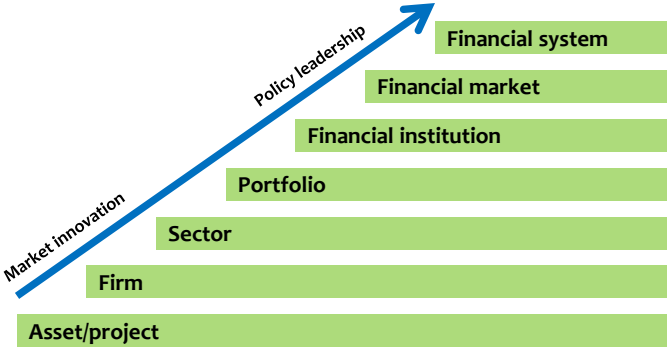 Financial system
Policy leadership
Financial market
Financial institution
Portfolio
Market innovation
Sector
Firm
Asset/project